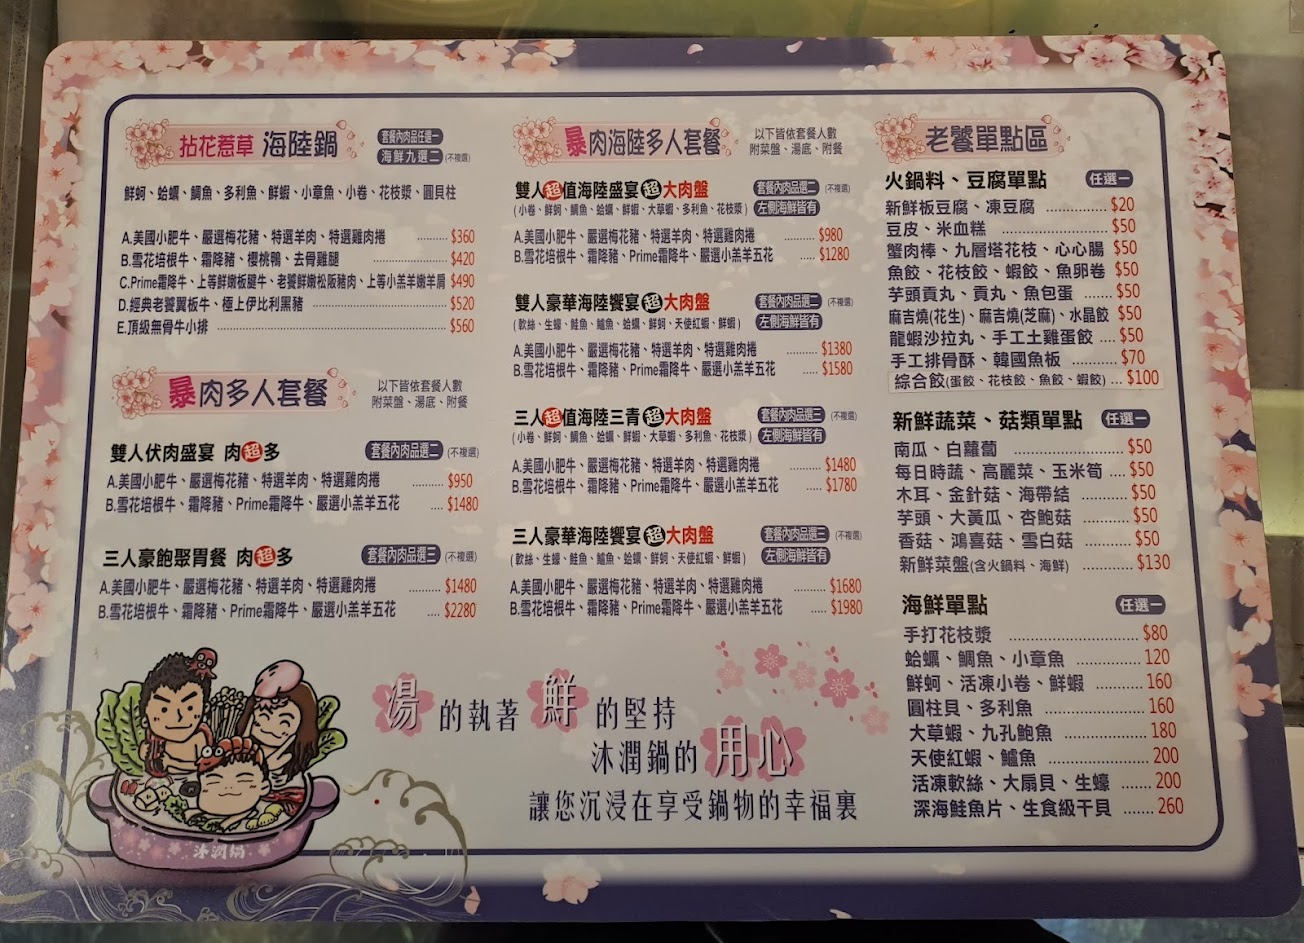 拈花惹草 海陸鍋
套餐內肉品任選一
海鮮九選二 (不複選)
鮮蚵、蛤蠣、鯛魚、多利魚、鮮蝦、小章魚、小卷、花枝漿、圓貝柱
A.美國小肥牛、嚴選梅花豬、特選羊肉、特選雞肉捲 ......... $360
B.雪花培根牛、霜降豬、櫻桃鴨、去骨雞腿 ......... $420
C.Prime霜降牛、上等鮮嫩板腱牛、老饕鮮嫩松阪豬肉、上等小羔羊嫩羊肩 $490
D.經典老饕翼板牛、極上伊比利黑豬 ......... $520
E.頂級無骨牛小排 ......... $560
暴肉多人套餐
以下皆依套餐人數
附菜盤、湯底、附餐
雙人伏肉盛宴 肉超多 套餐內肉品選二 (不複選)
A.美國小肥牛、嚴選梅花豬、特選羊肉、特選雞肉捲 ......... $950
B.雪花培根牛、霜降豬、Prime霜降牛、嚴選小羔羊五花 .... $1480
三人豪飽聚胃餐 肉超多 套餐內肉品選三 (不複選)
A.美國小肥牛、嚴選梅花豬、特選羊肉、特選雞肉捲 ......... $1480
B.雪花培根牛、霜降豬、Prime霜降牛、嚴選小羔羊五花 .... $2280
沐潤鍋
暴肉海陸多人套餐
以下皆依套餐人數
附菜盤、湯底、附餐
雙人超值海陸盛宴超大肉盤 套餐內肉品選二 (不複選)
(小卷、鮮蚵、鯛魚、蛤蠣、鮮蝦、大草蝦、多利魚、花枝漿) 左側海鮮皆有
A.美國小肥牛、嚴選梅花豬、特選羊肉、特選雞肉捲 ......... $980
B.雪花培根牛、霜降豬、Prime霜降牛、嚴選小羔羊五花 ..... $1280
雙人豪華海陸饗宴超大肉盤 套餐內肉品選二 (不複選)
(軟絲、生蠔、鮭魚、鱸魚、蛤蠣、鮮蚵、天使紅蝦、鮮蝦) 左側海鮮皆有
A.美國小肥牛、嚴選梅花豬、特選羊肉、特選雞肉捲 ......... $1380
B.雪花培根牛、霜降豬、Prime霜降牛、嚴選小羔羊五花 ..... $1580
三人超值海陸三青超大肉盤 套餐內肉品選三 (不複選)
(小卷、鮮蚵、鯛魚、蛤蠣、鮮蝦、大草蝦、多利魚、花枝漿) 左側海鮮皆有
A.美國小肥牛、嚴選梅花豬、特選羊肉、特選雞肉捲 ......... $1480
B.雪花培根牛、霜降豬、Prime霜降牛、嚴選小羔羊五花 ..... $1780
三人豪華海陸饗宴超大肉盤 套餐內肉品選三 (不複選)
(軟絲、生蠔、鮭魚、鱸魚、蛤蠣、鮮蚵、天使紅蝦、鮮蝦) 左側海鮮皆有
A.美國小肥牛、嚴選梅花豬、特選羊肉、特選雞肉捲 ......... $1680
B.雪花培根牛、霜降豬、Prime霜降牛、嚴選小羔羊五花 ..... $1980
湯的執著 鮮的堅持
沐潤鍋的用心
讓您沉浸在享受鍋物的幸福裏
老饕單點區
火鍋料、豆腐單點 任選一
新鮮板豆腐、凍豆腐 ......... $20
豆皮、米血糕 ......... $50
蟹肉棒、九層塔花枝、心心腸 $50
魚餃、花枝餃、蝦餃、魚卵卷 $50
芋頭貢丸、貢丸、魚包蛋 ...... $50
麻吉燒(花生)、麻吉燒(芝麻)、水晶餃 $50
龍蝦沙拉丸、手工土雞蛋餃 .... $50
手工排骨酥、韓國魚板 ......... $70
綜合餃(蛋餃、花枝餃、魚餃、蝦餃) ... $100
新鮮蔬菜、菇類單點 任選一
南瓜、白蘿蔔 ......... $50
每日時蔬、高麗菜、玉米筍 .... $50
木耳、金針菇、海帶結 ......... $50
芋頭、大黃瓜、杏鮑菇 ......... $50
香菇、鴻喜菇、雪白菇 ......... $50
新鮮菜盤(含火鍋料、海鮮) ......... $130
海鮮單點 任選一
手打花枝漿 ......... $80
蛤蠣、鯛魚、小章魚 ......... 120
鮮蚵、活凍小卷、鮮蝦 ......... 160
圓柱貝、多利魚 ......... 160
大草蝦、九孔鮑魚 ......... 180
天使紅蝦、鱸魚 ......... 200
活凍軟絲、大扇貝、生蠔 ...... 200
深海鮭魚片、生食級干貝 ...... 260